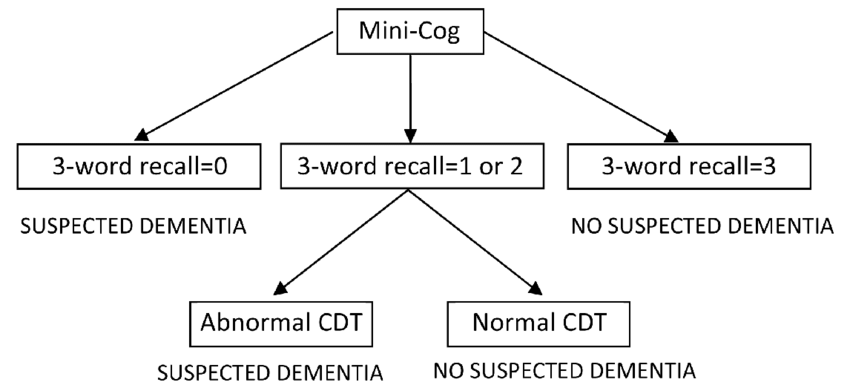 Mini-Cog
3-word recall=0
3-word recall=1 or 2
3-word recall=3
SUSPECTED DEMENTIA
NO SUSPECTED DEMENTIA
Abnormal CDT
Normal CDT
SUSPECTED DEMENTIA
NO SUSPECTED DEMENTIA